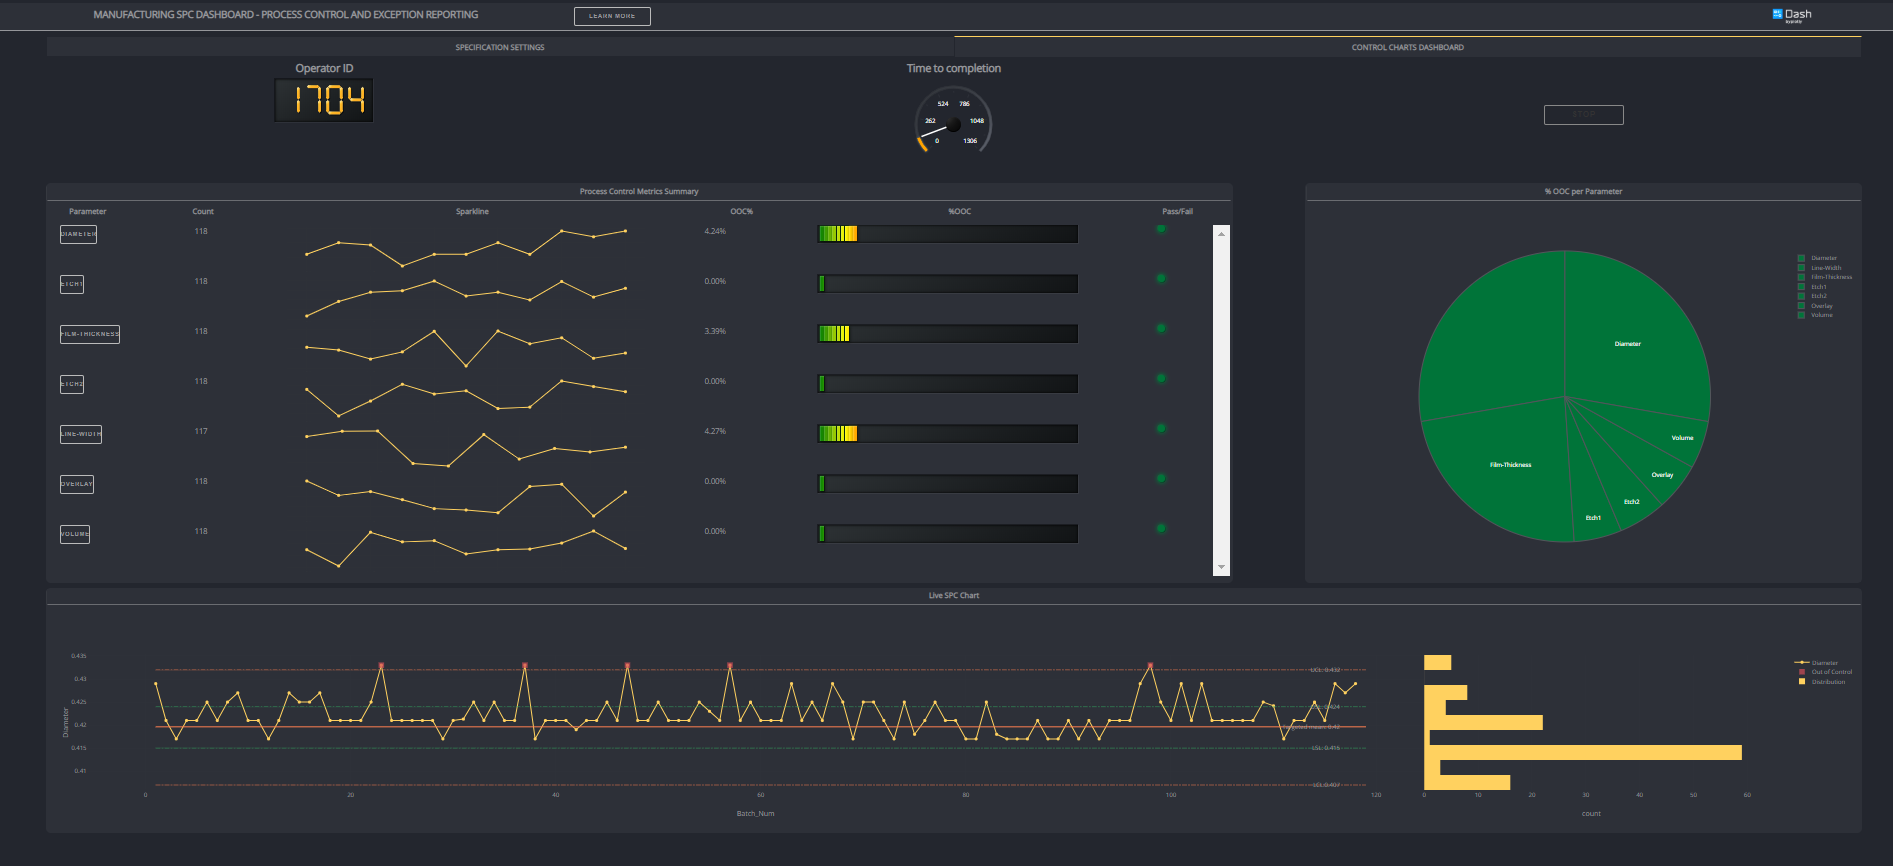 MANUFACTURING SPC DASHBOARD - PROCESS CONTROL AND EXCEPTION REPORTING
LEARN MORE
Dash
by plotly
SPECIFICATION SETTINGS
CONTROL CHARTS DASHBOARD
Operator ID
1704
Time to completion
524 786
262 1048
0 1306
STOP
Process Control Metrics Summary
Parameter Count Sparkline OOC% %OOC Pass/Fail
DIAMETER 118 4.24%
ETCH1 118 0.00%
FILM-THICKNESS 118 3.39%
ETCH2 118 0.00%
LINE-WIDTH 117 4.27%
OVERLAY 118 0.00%
VOLUME 118 0.00%
% OOC per Parameter
Diameter
Volume
Overlay
Etch2
Etch1
Film-Thickness
Diameter
Line-Width
Film-Thickness
Etch1
Etch2
Overlay
Volume
Live SPC Chart
0.435
0.43
0.425
0.42
0.415
0.41
Diameter
UCL: 0.432
USL: 0.424
Targeted mean: 0.42
LSL: 0.415
LCL: 0.407
0 20 40 60 80 100 120
Batch_Num
0 10 20 30 40 50 60
count
Diameter
Out of Control
Distribution